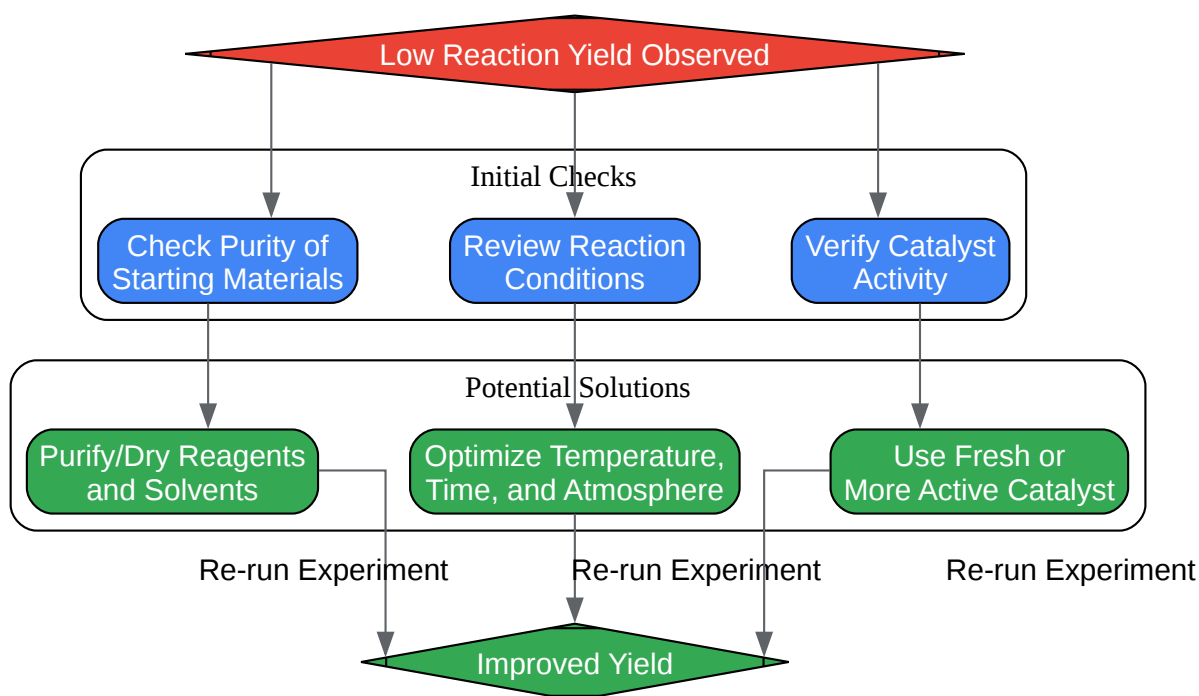 Low Reaction Yield Observed
Initial Checks
Check Purity of
Starting Materials
Review Reaction
Conditions
Verify Catalyst
Activity
Potential Solutions
Purify/Dry Reagents
and Solvents
Optimize Temperature,
Time, and Atmosphere
Use Fresh or
More Active Catalyst
Re-run Experiment
Re-run Experiment
Re-run Experiment
Improved Yield